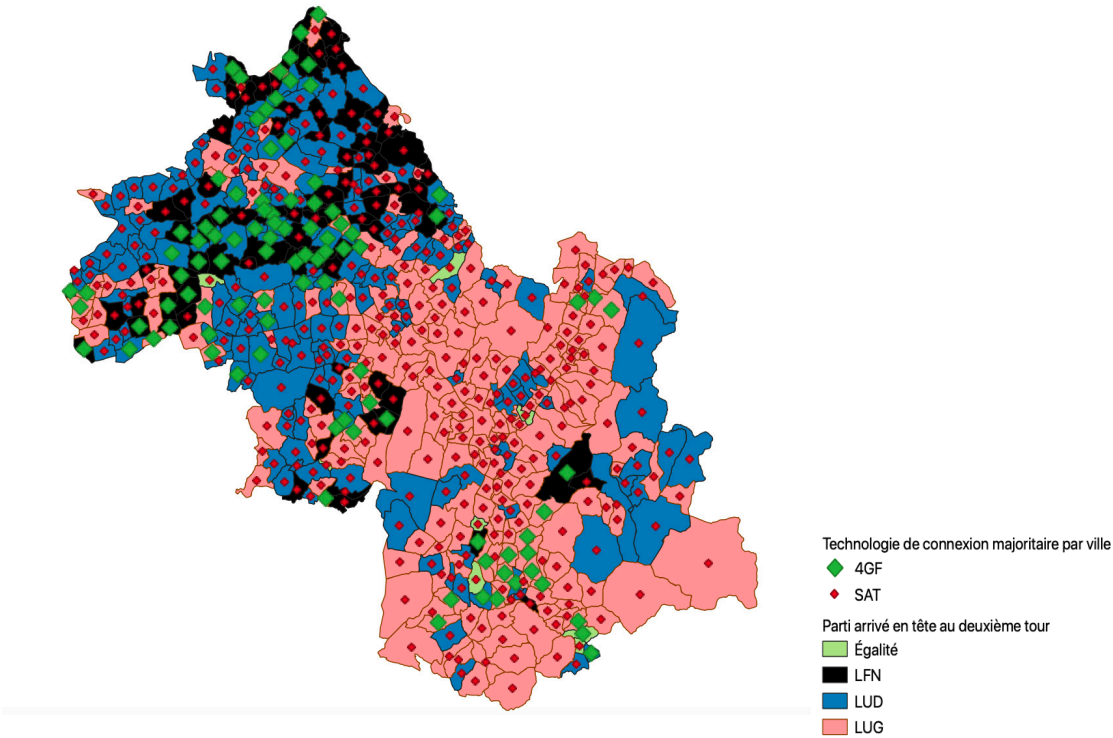 Technologie de connexion majoritaire par ville
4GF
SAT
Parti arrivé en tête au deuxième tour
Égalité
LFN
LUD
LUG